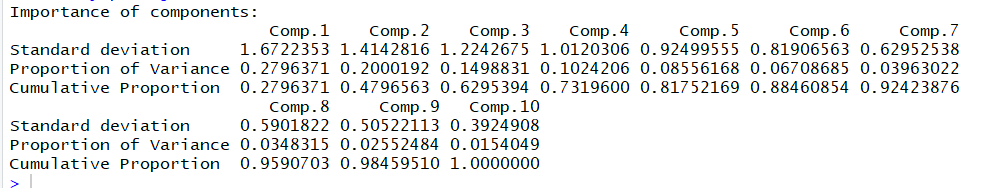 Importance of components:
Comp.1 Comp.2 Comp.3 Comp.4 Comp.5 Comp.6 Comp.7
Standard deviation 1.6722353 1.4142816 1.2242675 1.0120306 0.92499555 0.81906563 0.62952538
Proportion of Variance 0.2796371 0.2000192 0.1498831 0.1024206 0.08556168 0.06708685 0.03963022
Cumulative Proportion 0.2796371 0.4796563 0.6295394 0.7319600 0.81752169 0.88460854 0.92423876
Comp.8 Comp.9 Comp.10
Standard deviation 0.5901822 0.50522113 0.3924908
Proportion of Variance 0.0348315 0.02552484 0.0154049
Cumulative Proportion 0.9590703 0.98459510 1.0000000
>